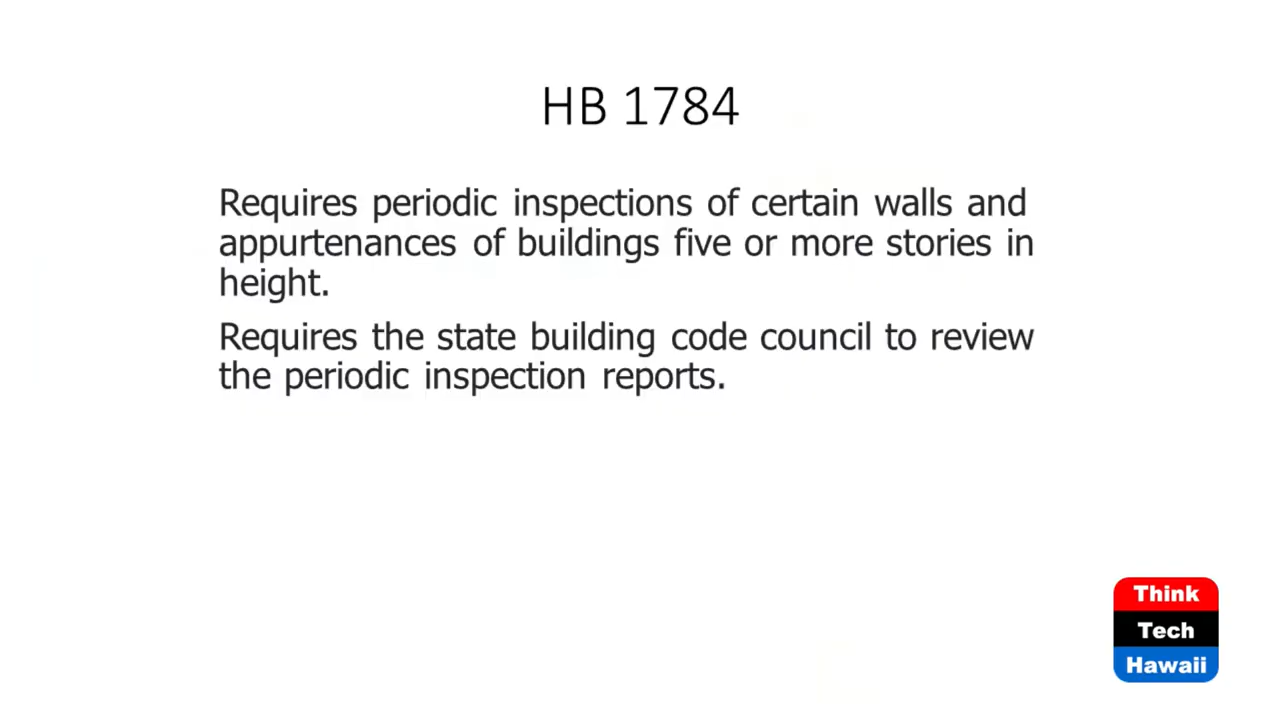 HB 1784
Requires periodic inspections of certain walls and
appurtenances of buildings five or more stories in
height.
Requires the state building code council to review
the periodic inspection reports.
Think
Tech
Hawaii